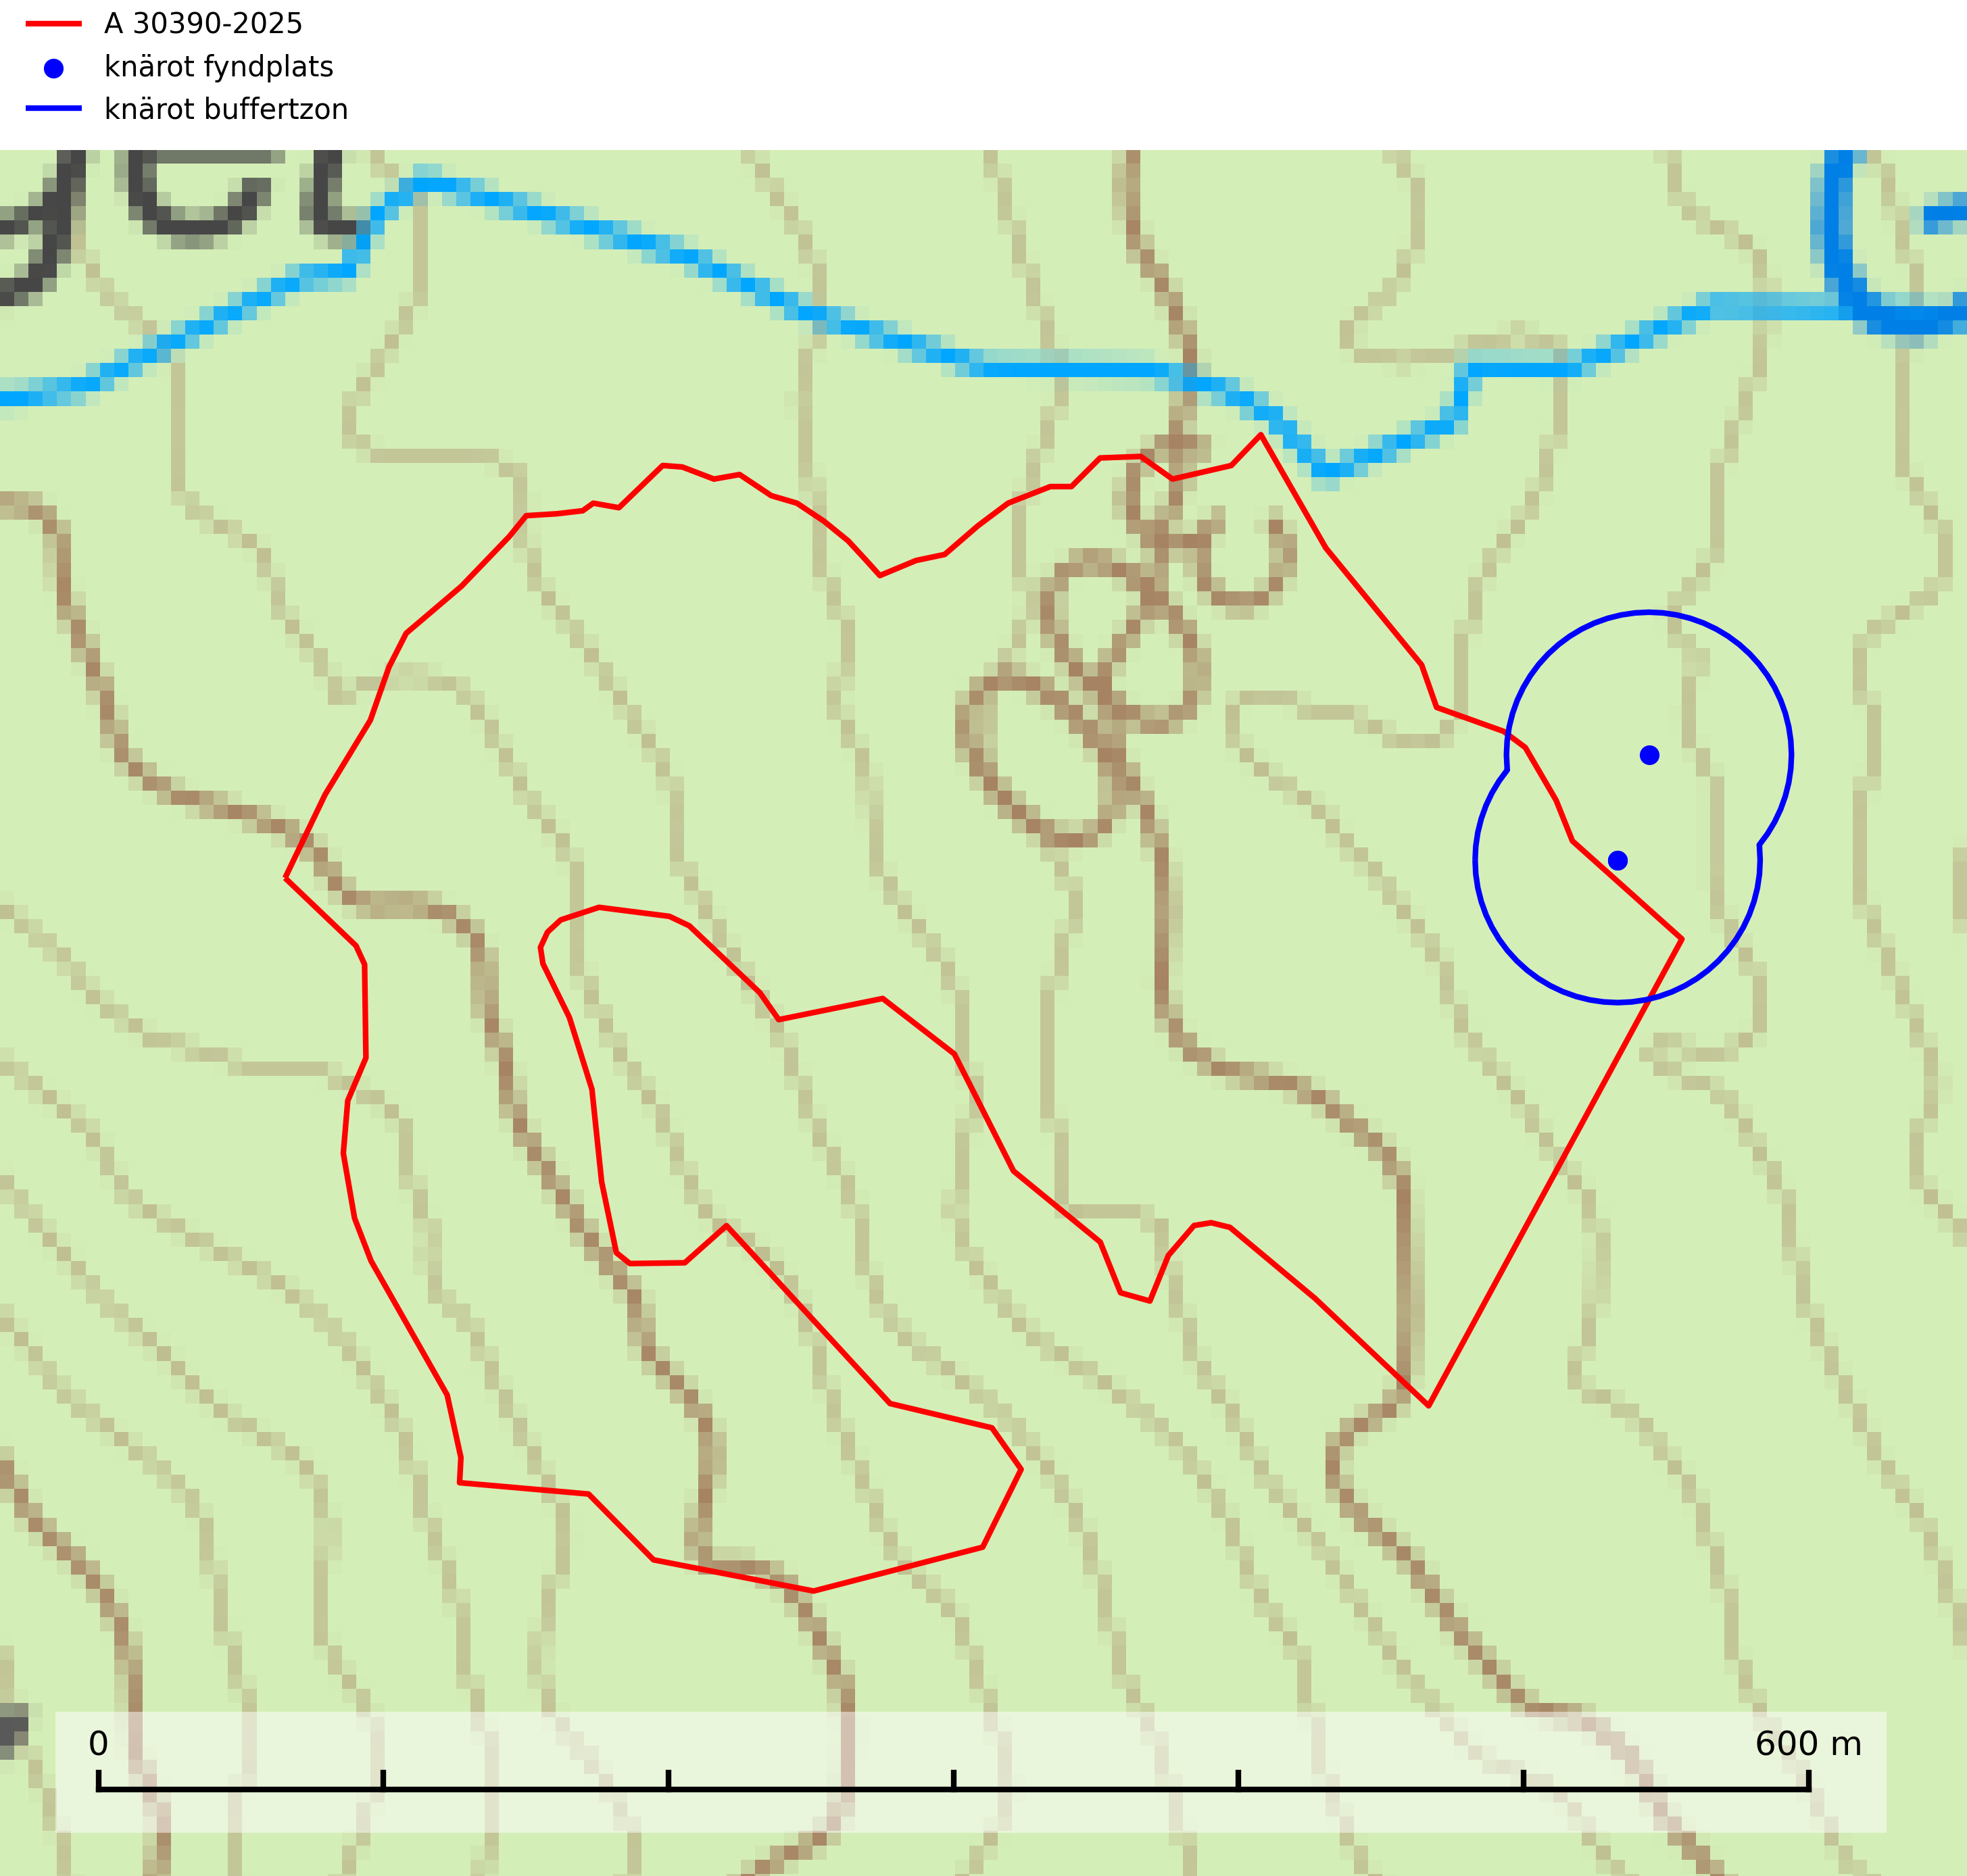 A 30390-2025
knärot fyndplats
knärot buffertzon
0
600 m